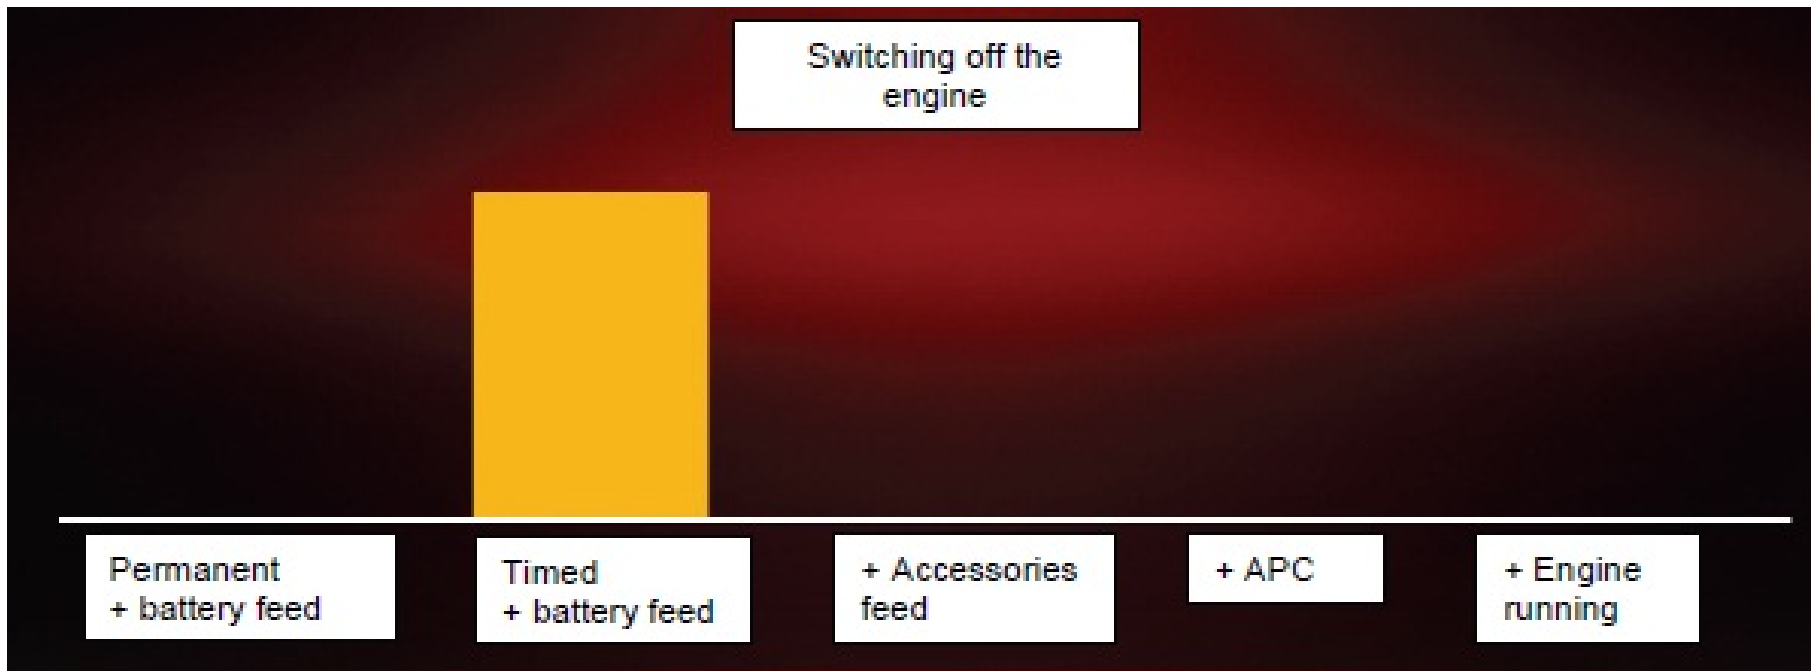 Switching off the
engine
Permanent
+ battery feed
Timed
+ battery feed
+ Accessories
feed
+ APC
+ Engine
running